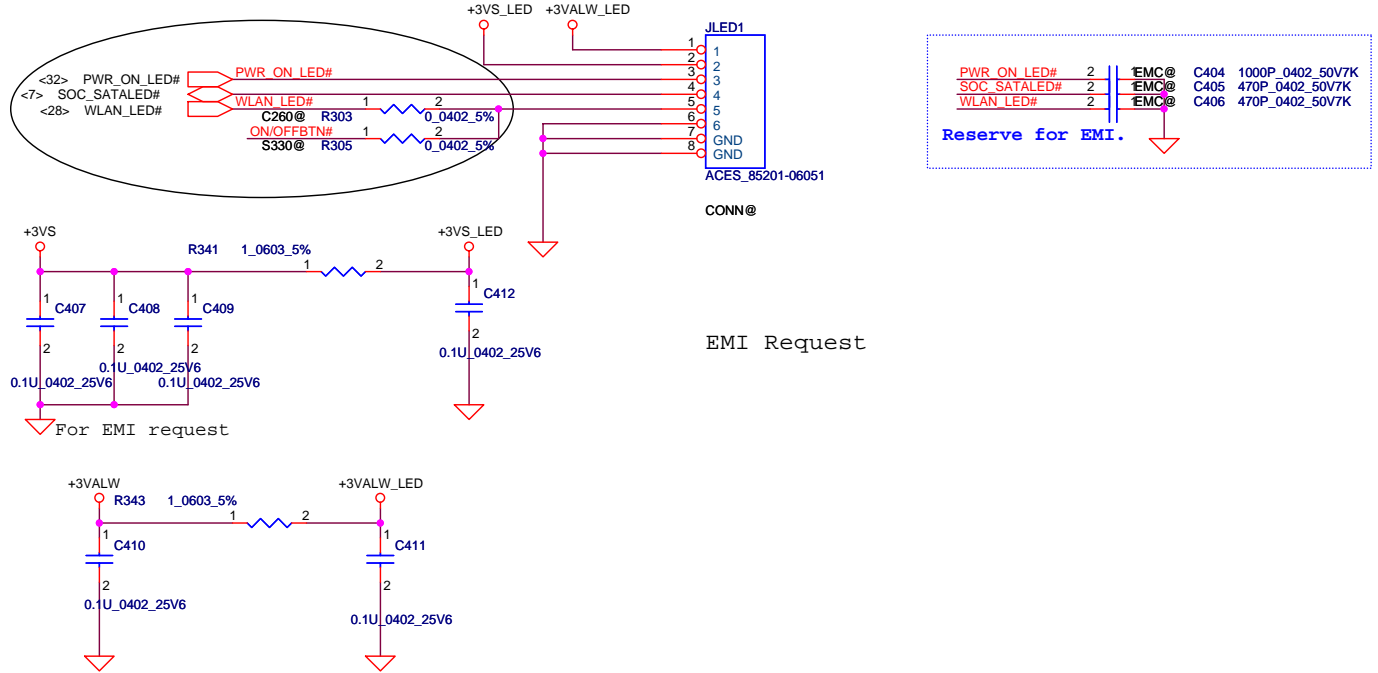 +3VS_LED +3VALW_LED
JLED1
1 1
2 2
<32> PWR_ON_LED# PWR_ON_LED# 3 3
<7> SOC_SATALED# 4 4
<28> WLAN_LED# WLAN_LED# 1 2 5 5
C260@ R303 0_0402_5%
6 6
ON/OFFBTN# 1 2 7 GND
S330@ R305 0_0402_5%
8 GND
ACES_85201-06051
CONN@
PWR_ON_LED# 2 1 EMC@ C404 1000P_0402_50V7K
SOC_SATALED# 2 1 EMC@ C405 470P_0402_50V7K
WLAN_LED# 2 1 EMC@ C406 470P_0402_50V7K
Reserve for EMI.
+3VS
+3VS_LED
R341 1_0603_5%
1 2
1 C407
1 C408
1 C409
1 C412
2
2
2
2
0.1U_0402_25V6
0.1U_0402_25V6
0.1U_0402_25V6
0.1U_0402_25V6
EMI Request
For EMI request
+3VALW
+3VALW_LED
R343 1_0603_5%
1 2
1 C410
1 C411
2
2
0.1U_0402_25V6
0.1U_0402_25V6